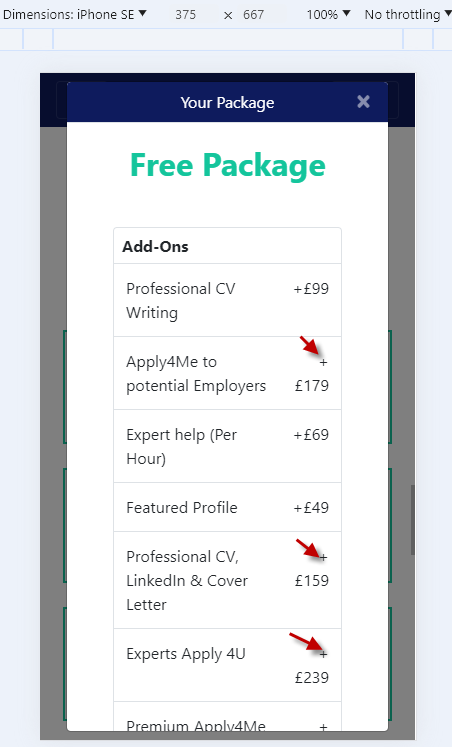 Dimensions: iPhone SE ▼ 375 × 667 100% ▼ No throttling ▼
Your Package ×
Free Package
Add-Ons
Professional CV +£99
Writing
Apply4Me to +
potential Employers £179
Expert help (Per +£69
Hour)
Featured Profile +£49
Professional CV, +
LinkedIn & Cover £159
Letter
Experts Apply 4U +
£239
Premium Apply4Me +